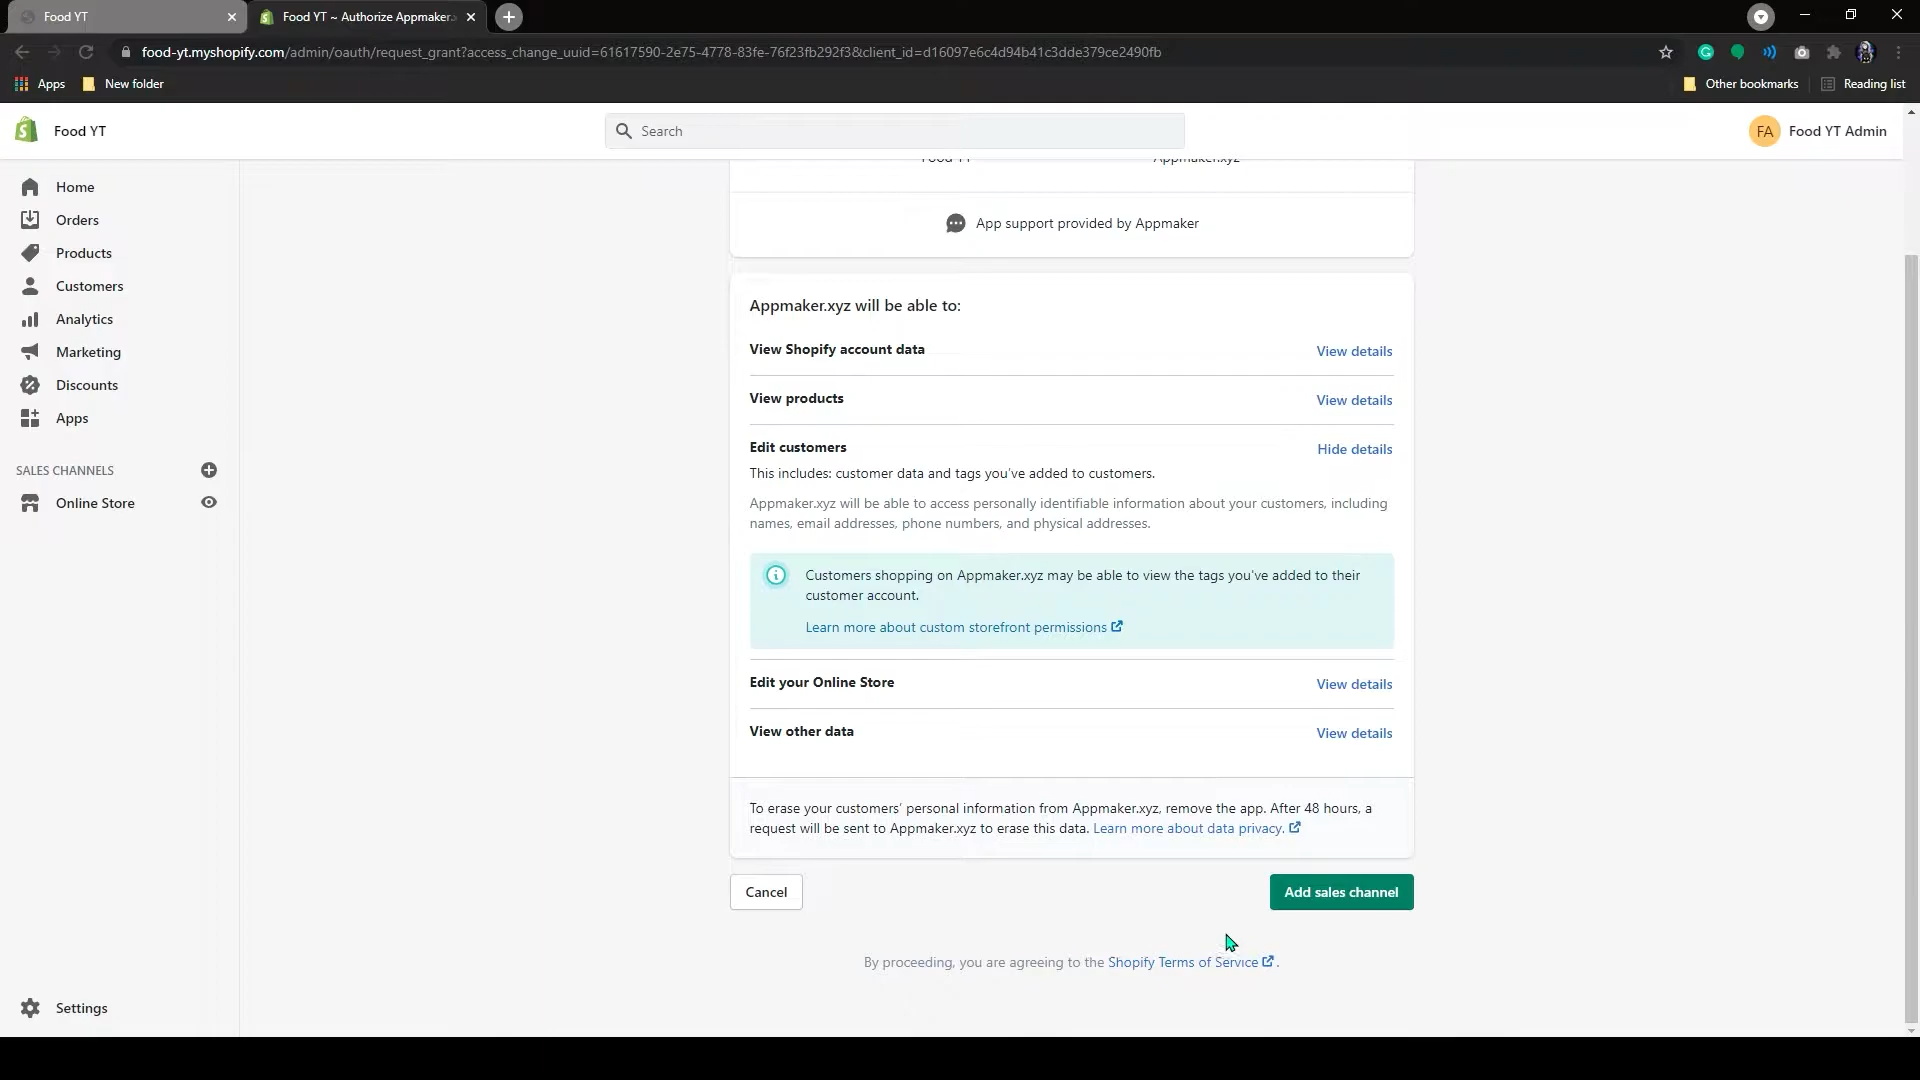 Food YT
Food YT ~ Authorize Appmaker.
food-yt.myshopify.com/admin/oauth/request_grant?access_change_uuid=61617590-2e75-4778-83fe-76f23fb292f3&client_id=d16097e6c4d94b41c3dde379ce2490fb
Apps
New folder
Other bookmarks
Reading list
Food YT
Search
FA
Food YT Admin
Food YT
Appmaker.xyz
Home
Orders
Products
Customers
Analytics
Marketing
Discounts
Apps
SALES CHANNELS
Online Store
Settings
App support provided by Appmaker
Appmaker.xyz will be able to:
View Shopify account data
View details
View products
View details
Edit customers
Hide details
This includes: customer data and tags you've added to customers.
Appmaker.xyz will be able to access personally identifiable information about your customers, including
names, email addresses, phone numbers, and physical addresses.
Customers shopping on Appmaker.xyz may be able to view the tags you've added to their
customer account.
Learn more about custom storefront permissions
Edit your Online Store
View details
View other data
View details
To erase your customers' personal information from Appmaker.xyz, remove the app. After 48 hours, a
request will be sent to Appmaker.xyz to erase this data. Learn more about data privacy.
Cancel
Add sales channel
By proceeding, you are agreeing to the Shopify Terms of Service .